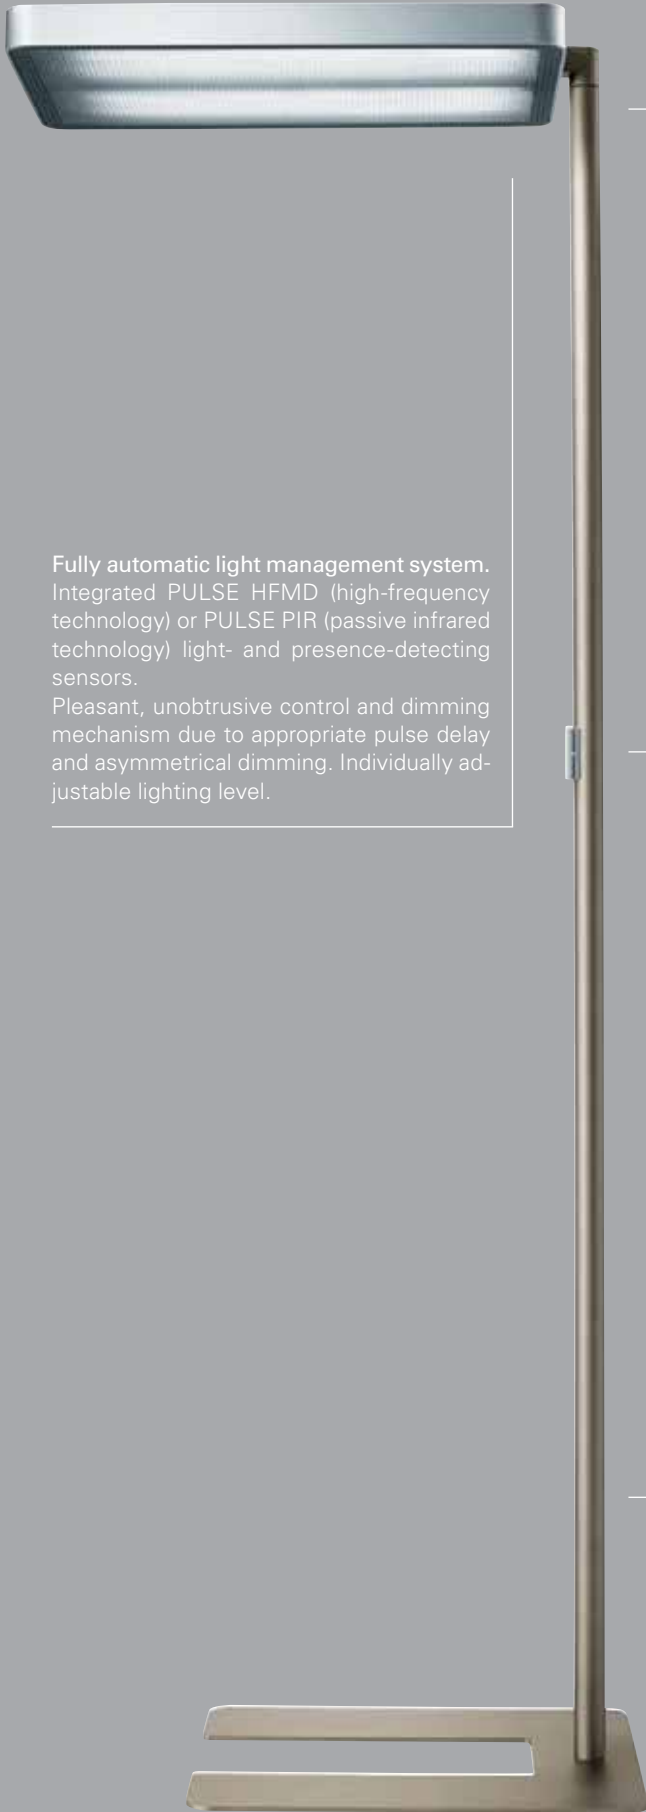 Fully automatic light management system.
Integrated PULSE HFMD (high-frequency
technology) or PULSE PIR (passive infrared
technology) light- and presence-detecting
sensors.
Pleasant, unobtrusive control and dimming
mechanism due to appropriate pulse delay
and asymmetrical dimming. Individually ad-
justable lighting level.